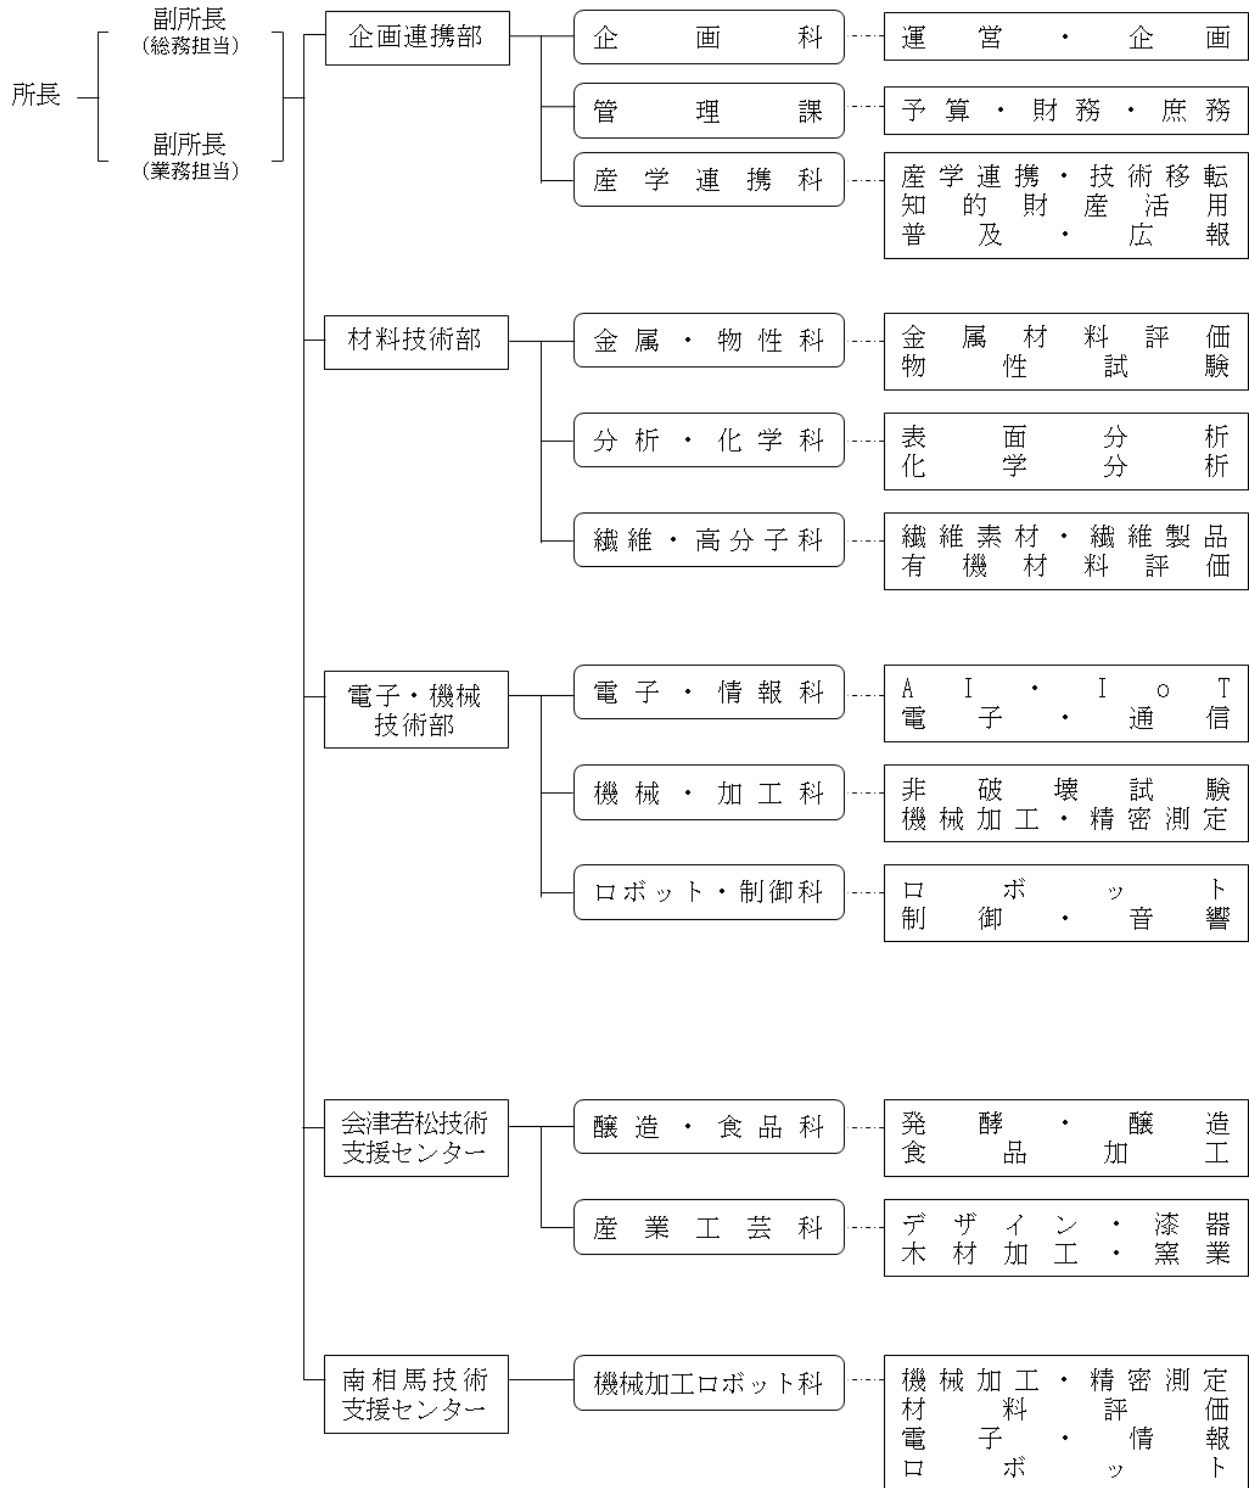 所長
副所長
（総務担当）
副所長
（業務担当）
企画連携部
企画科
運営・企画
管理課
予算・財務・庶務
産学連携科
産学連携・技術移転
知的財産活用
普及・広報
材料技術部
金属・物性科
金属材料評価
物性試験
分析・化学科
表面分析
化学分析
繊維・高分子科
繊維素材・繊維製品
有機材料評価
電子・機械
技術部
電子・情報科
AI・IoT
電子・通信
機械・加工科
非破壊試験
機械加工・精密測定
ロボット・制御科
ロボット
制御・音響
会津若松技術
支援センター
醸造・食品科
発酵・醸造
食品加工
産業工芸科
デザイン・漆器
木材加工・窯業
南相馬技術
支援センター
機械加工ロボット科
機械加工・精密測定
材料評価
電子・情報
ロボット